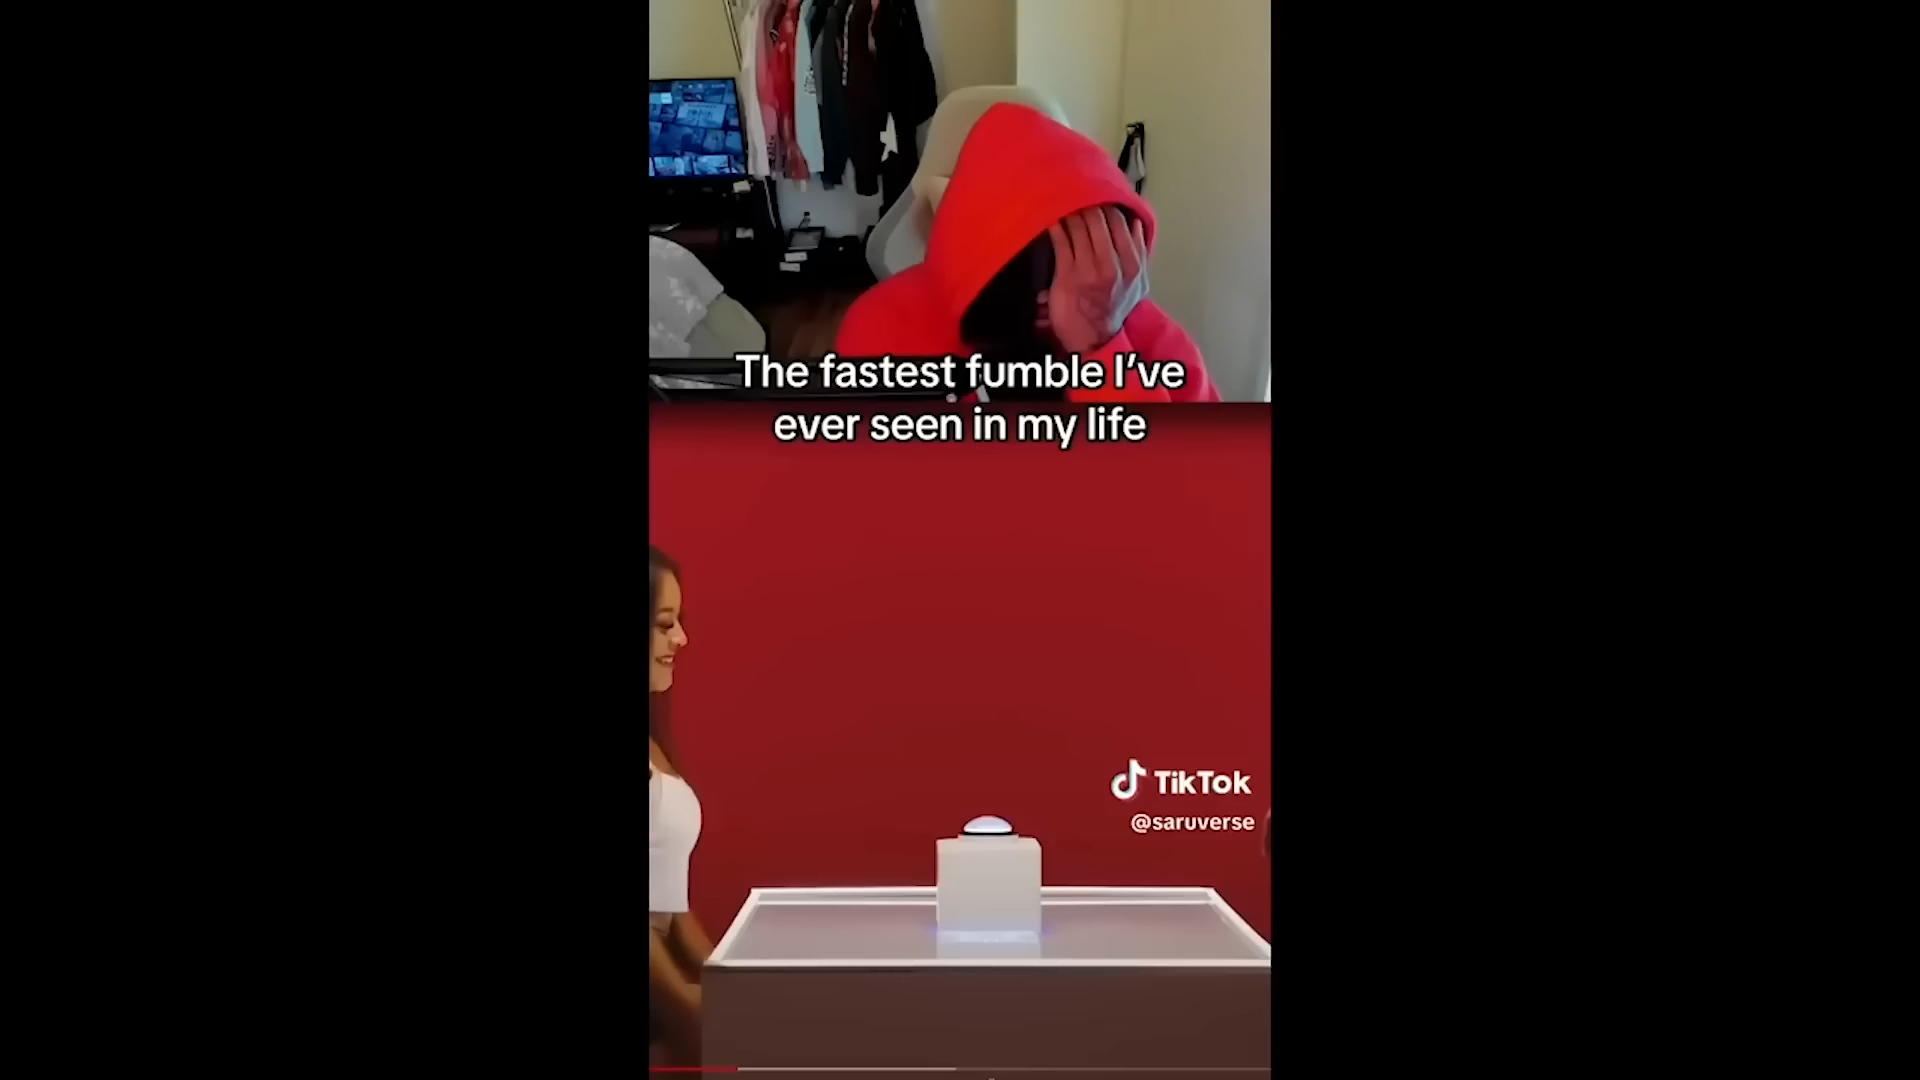 The fastest fumble I’ve
ever seen in my life
TikTok
@saruverse